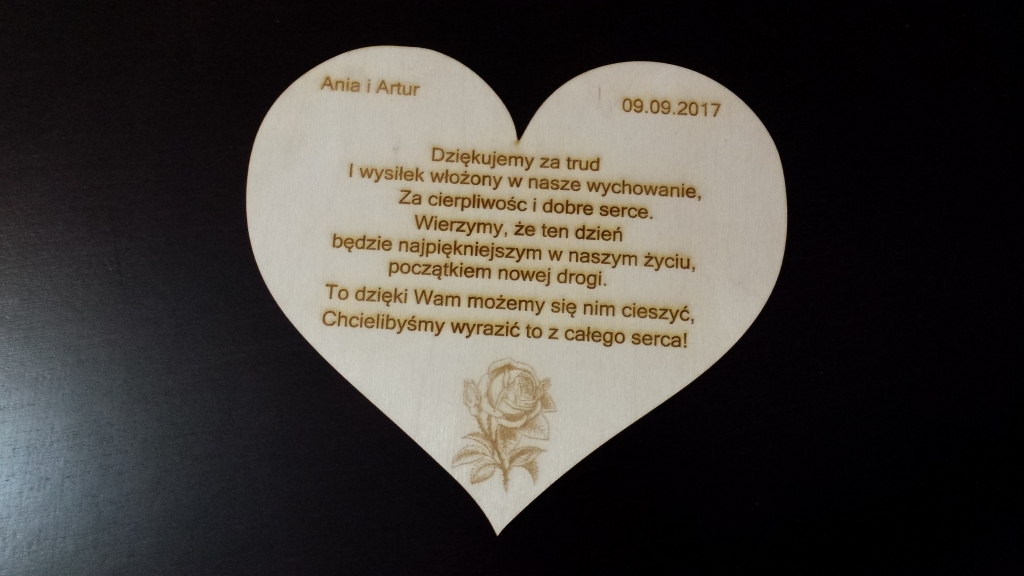 Ania i Artur
09.09.2017
Dziękujemy za trud
I wysiłek włożony w nasze wychowanie,
Za cierpliwośc i dobre serce.
Wierzymy, że ten dzień
będzie najpiękniejszym w naszym życiu,
początkiem nowej drogi.
To dzięki Wam możemy się nim cieszyć,
Chcielibyśmy wyrazić to z całego serca!